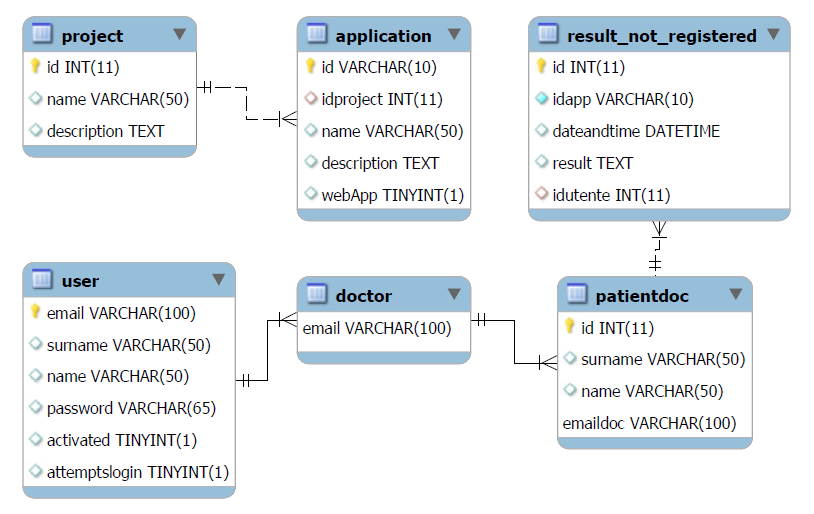 project
id INT(11)
name VARCHAR(50)
description TEXT
application
id VARCHAR(10)
idproject INT(11)
name VARCHAR(50)
description TEXT
webApp TINYINT(1)
result_not_registered
id INT(11)
idapp VARCHAR(10)
dateandtime DATETIME
result TEXT
idutente INT(11)
user
email VARCHAR(100)
surname VARCHAR(50)
name VARCHAR(50)
password VARCHAR(65)
activated TINYINT(1)
attemptslogin TINYINT(1)
doctor
email VARCHAR(100)
patientdoc
id INT(11)
surname VARCHAR(50)
name VARCHAR(50)
emaildoc VARCHAR(100)